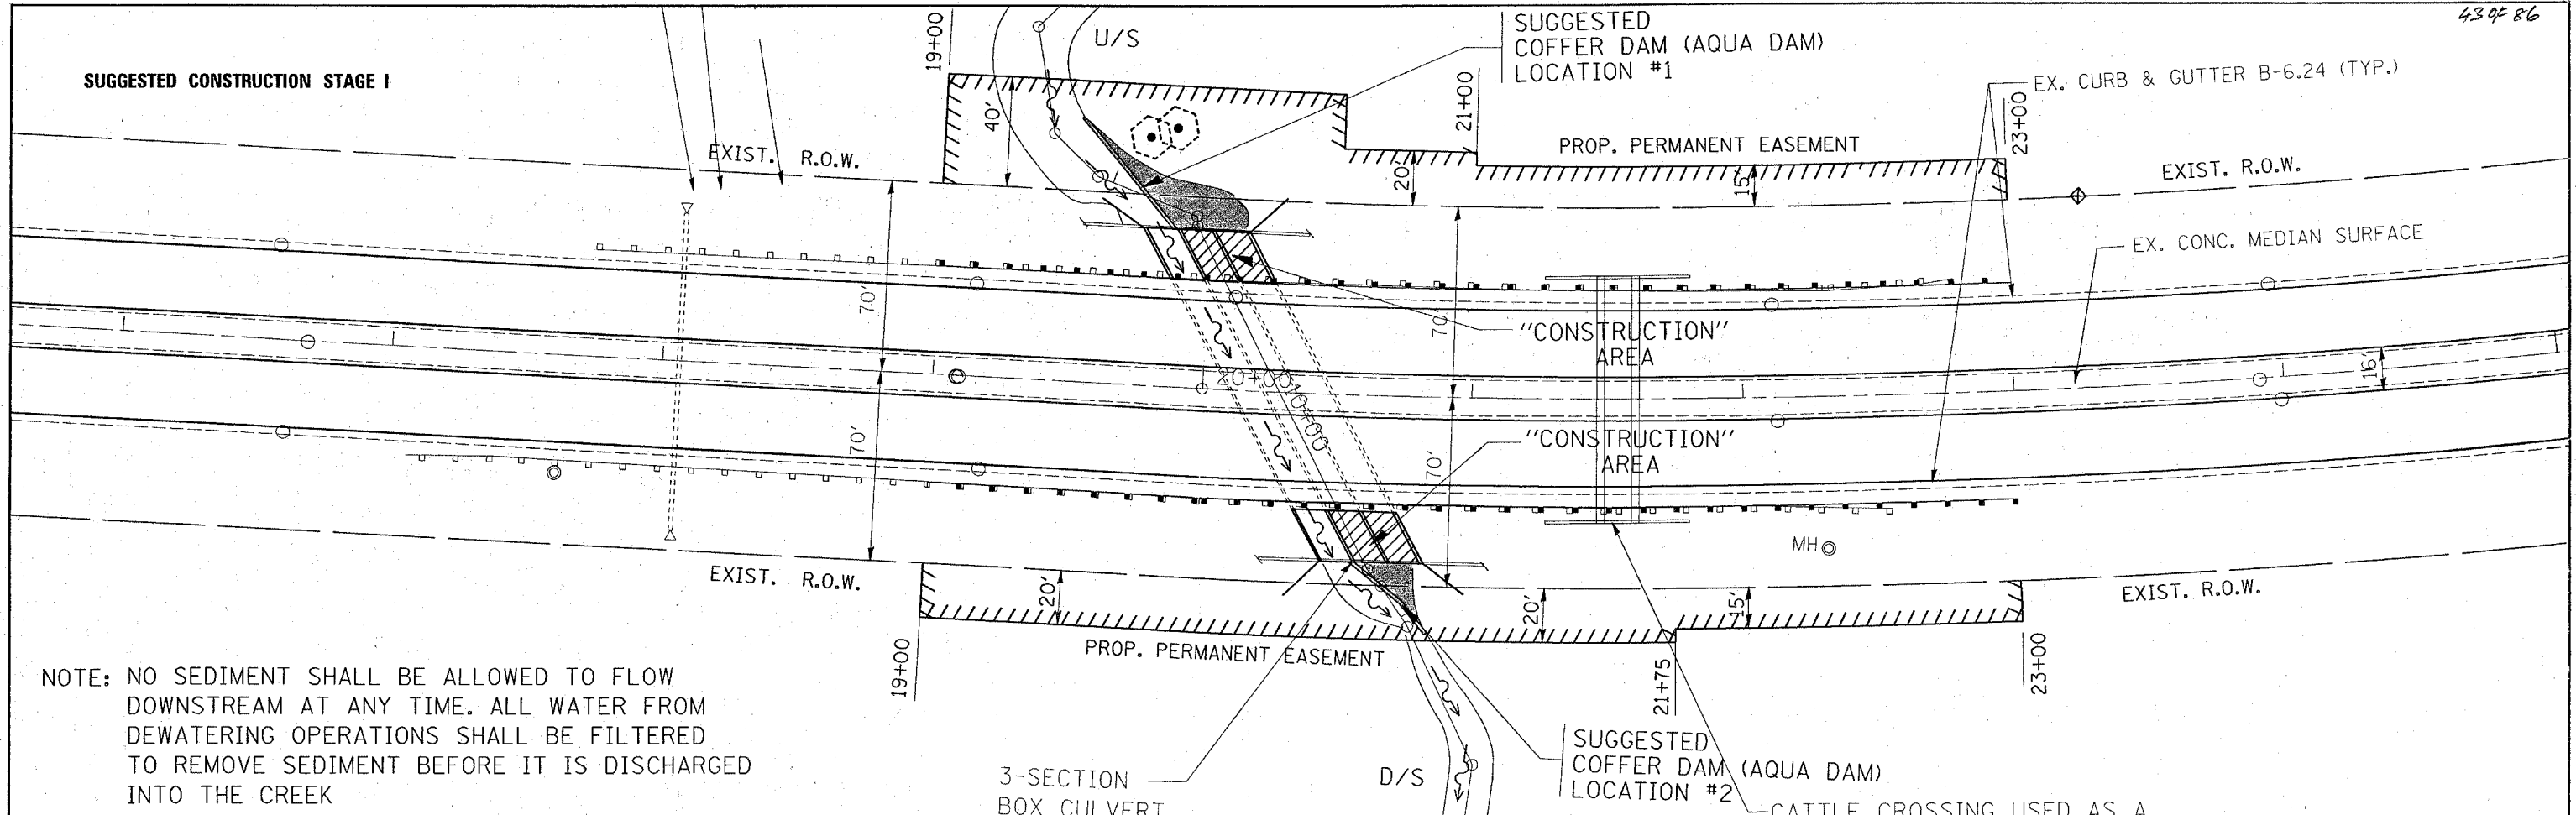 43 OF 86
SUGGESTED CONSTRUCTION STAGE I
19+00
U/S
SUGGESTED
COFFER DAM (AQUA DAM)
LOCATION #1
21+00
EX. CURB & GUTTER B-6.24 (TYP.)
23+00
40'
EXIST. R.O.W.
PROP. PERMANENT EASEMENT
20'
15'
EXIST. R.O.W.
EX. CONC. MEDIAN SURFACE
70'
70'
"CONSTRUCTION"
AREA
20+00
10+00
16'
70'
70'
"CONSTRUCTION"
AREA
MH
EXIST. R.O.W.
20'
20'
15'
EXIST. R.O.W.
19+00
PROP. PERMANENT EASEMENT
21+75
23+00
NOTE: NO SEDIMENT SHALL BE ALLOWED TO FLOW
DOWNSTREAM AT ANY TIME. ALL WATER FROM
DEWATERING OPERATIONS SHALL BE FILTERED
TO REMOVE SEDIMENT BEFORE IT IS DISCHARGED
INTO THE CREEK
3-SECTION
BOX CULVERT
D/S
SUGGESTED
COFFER DAM (AQUA DAM)
LOCATION #2
CATTLE CROSSING USED AS A